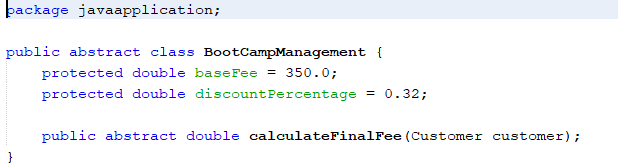 package javaapplication;
public abstract class BootCampManagement {
protected double baseFee = 350.0;
protected double discountPercentage = 0.32;
public abstract double calculateFinalFee(Customer customer);
}